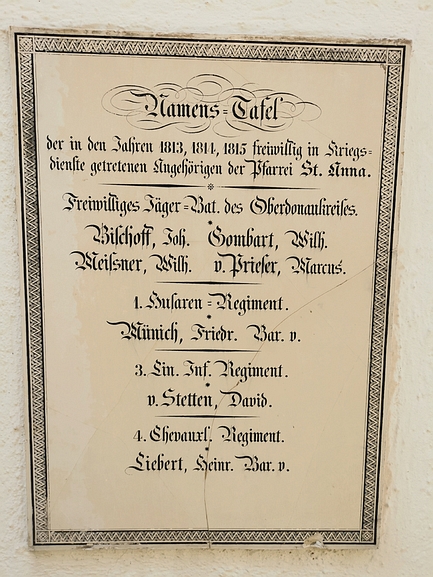 Namens-Tafel
der in den Jahren 1813, 1814, 1815 freiwillig in Kriegs-
dienste getretenen Angehörigen der Pfarrei St. Anna.
Freiwilliges Jäger-Bat. des Oberdonaukreises.
Bischoff, Joh. Gombart, Wilh.
Meissner, Wilh. v. Prieser, Marcus.
1. Husaren-Regiment.
Münich, Friedr. Bar. v.
3. Lin. Inf. Regiment.
v. Stetten, David.
4. Chevauxl. Regiment.
Liebert, Heinr. Bar. v.